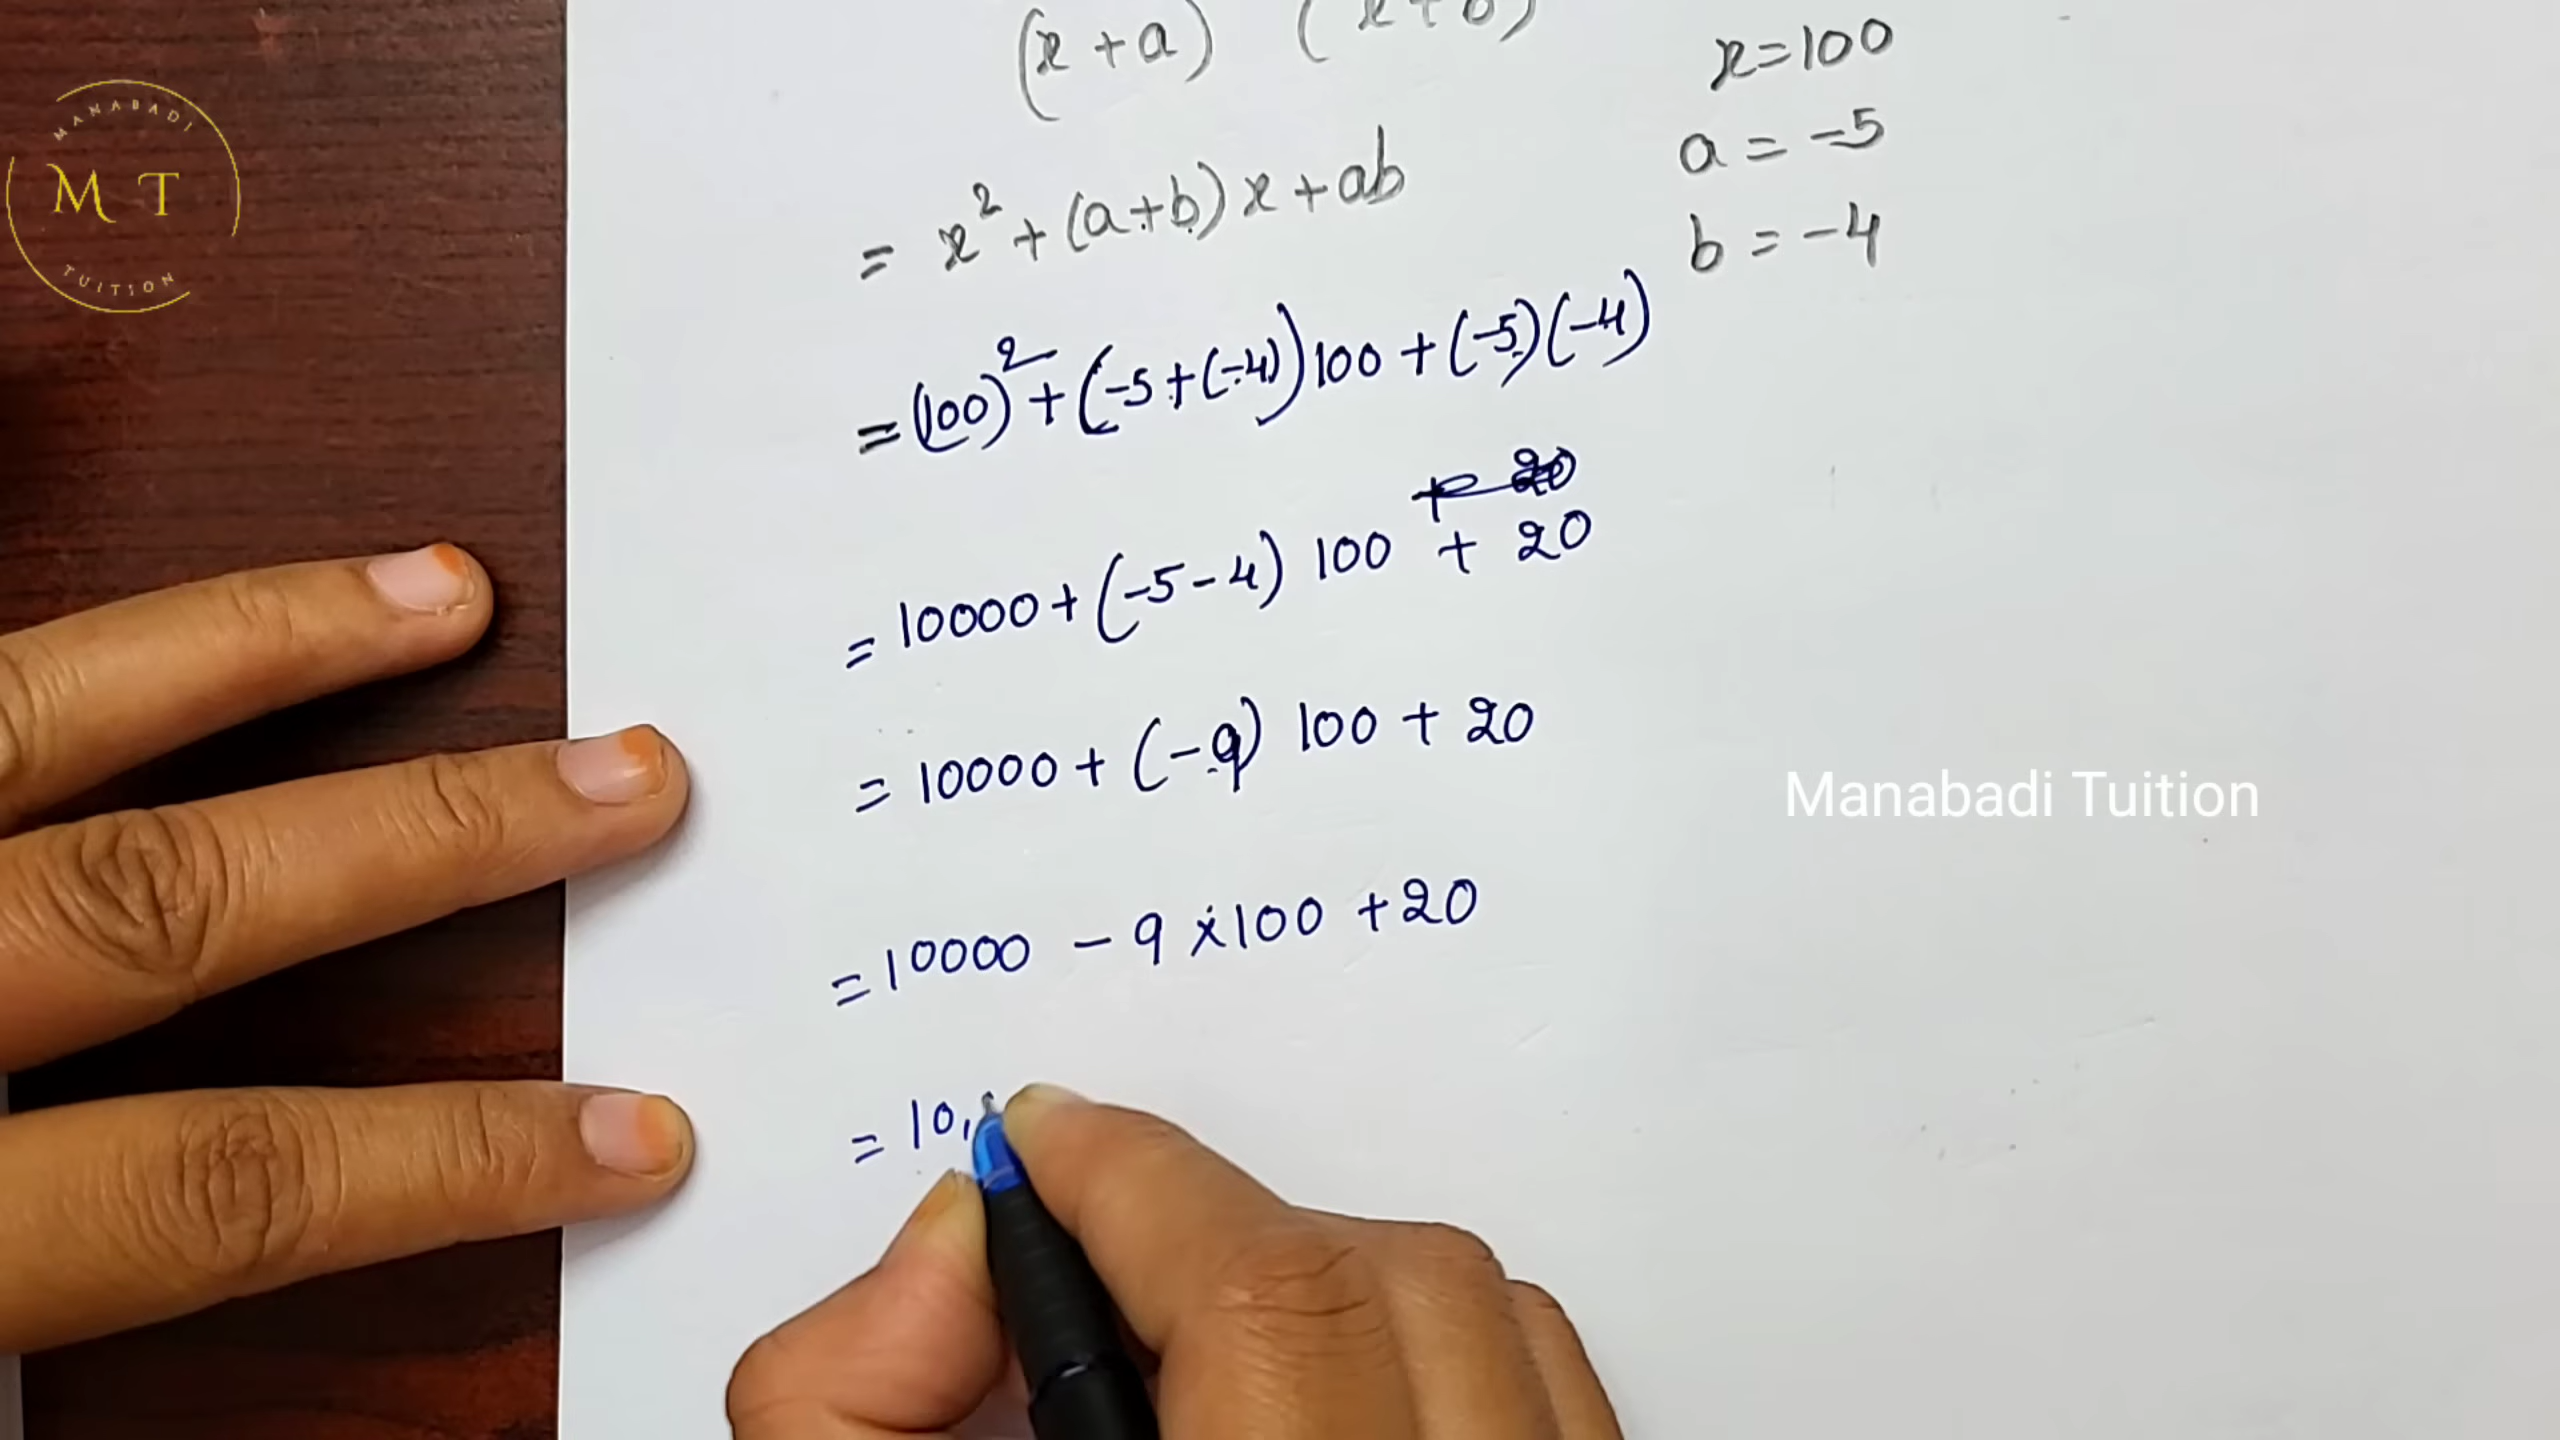 (x+a) (x+b)
x=100
a = -5
= x² + (a+b) x + ab
b = -4
= (100)² + (-5+(-4)) 100 + (-5)(-4)
= 10000 + (-5-4) 100 + 20
= 10000 + (-9) 100 + 20
= 10000 - 9 × 100 + 20
= 10,
MANABADI
M T
TUITION
Manabadi Tuition